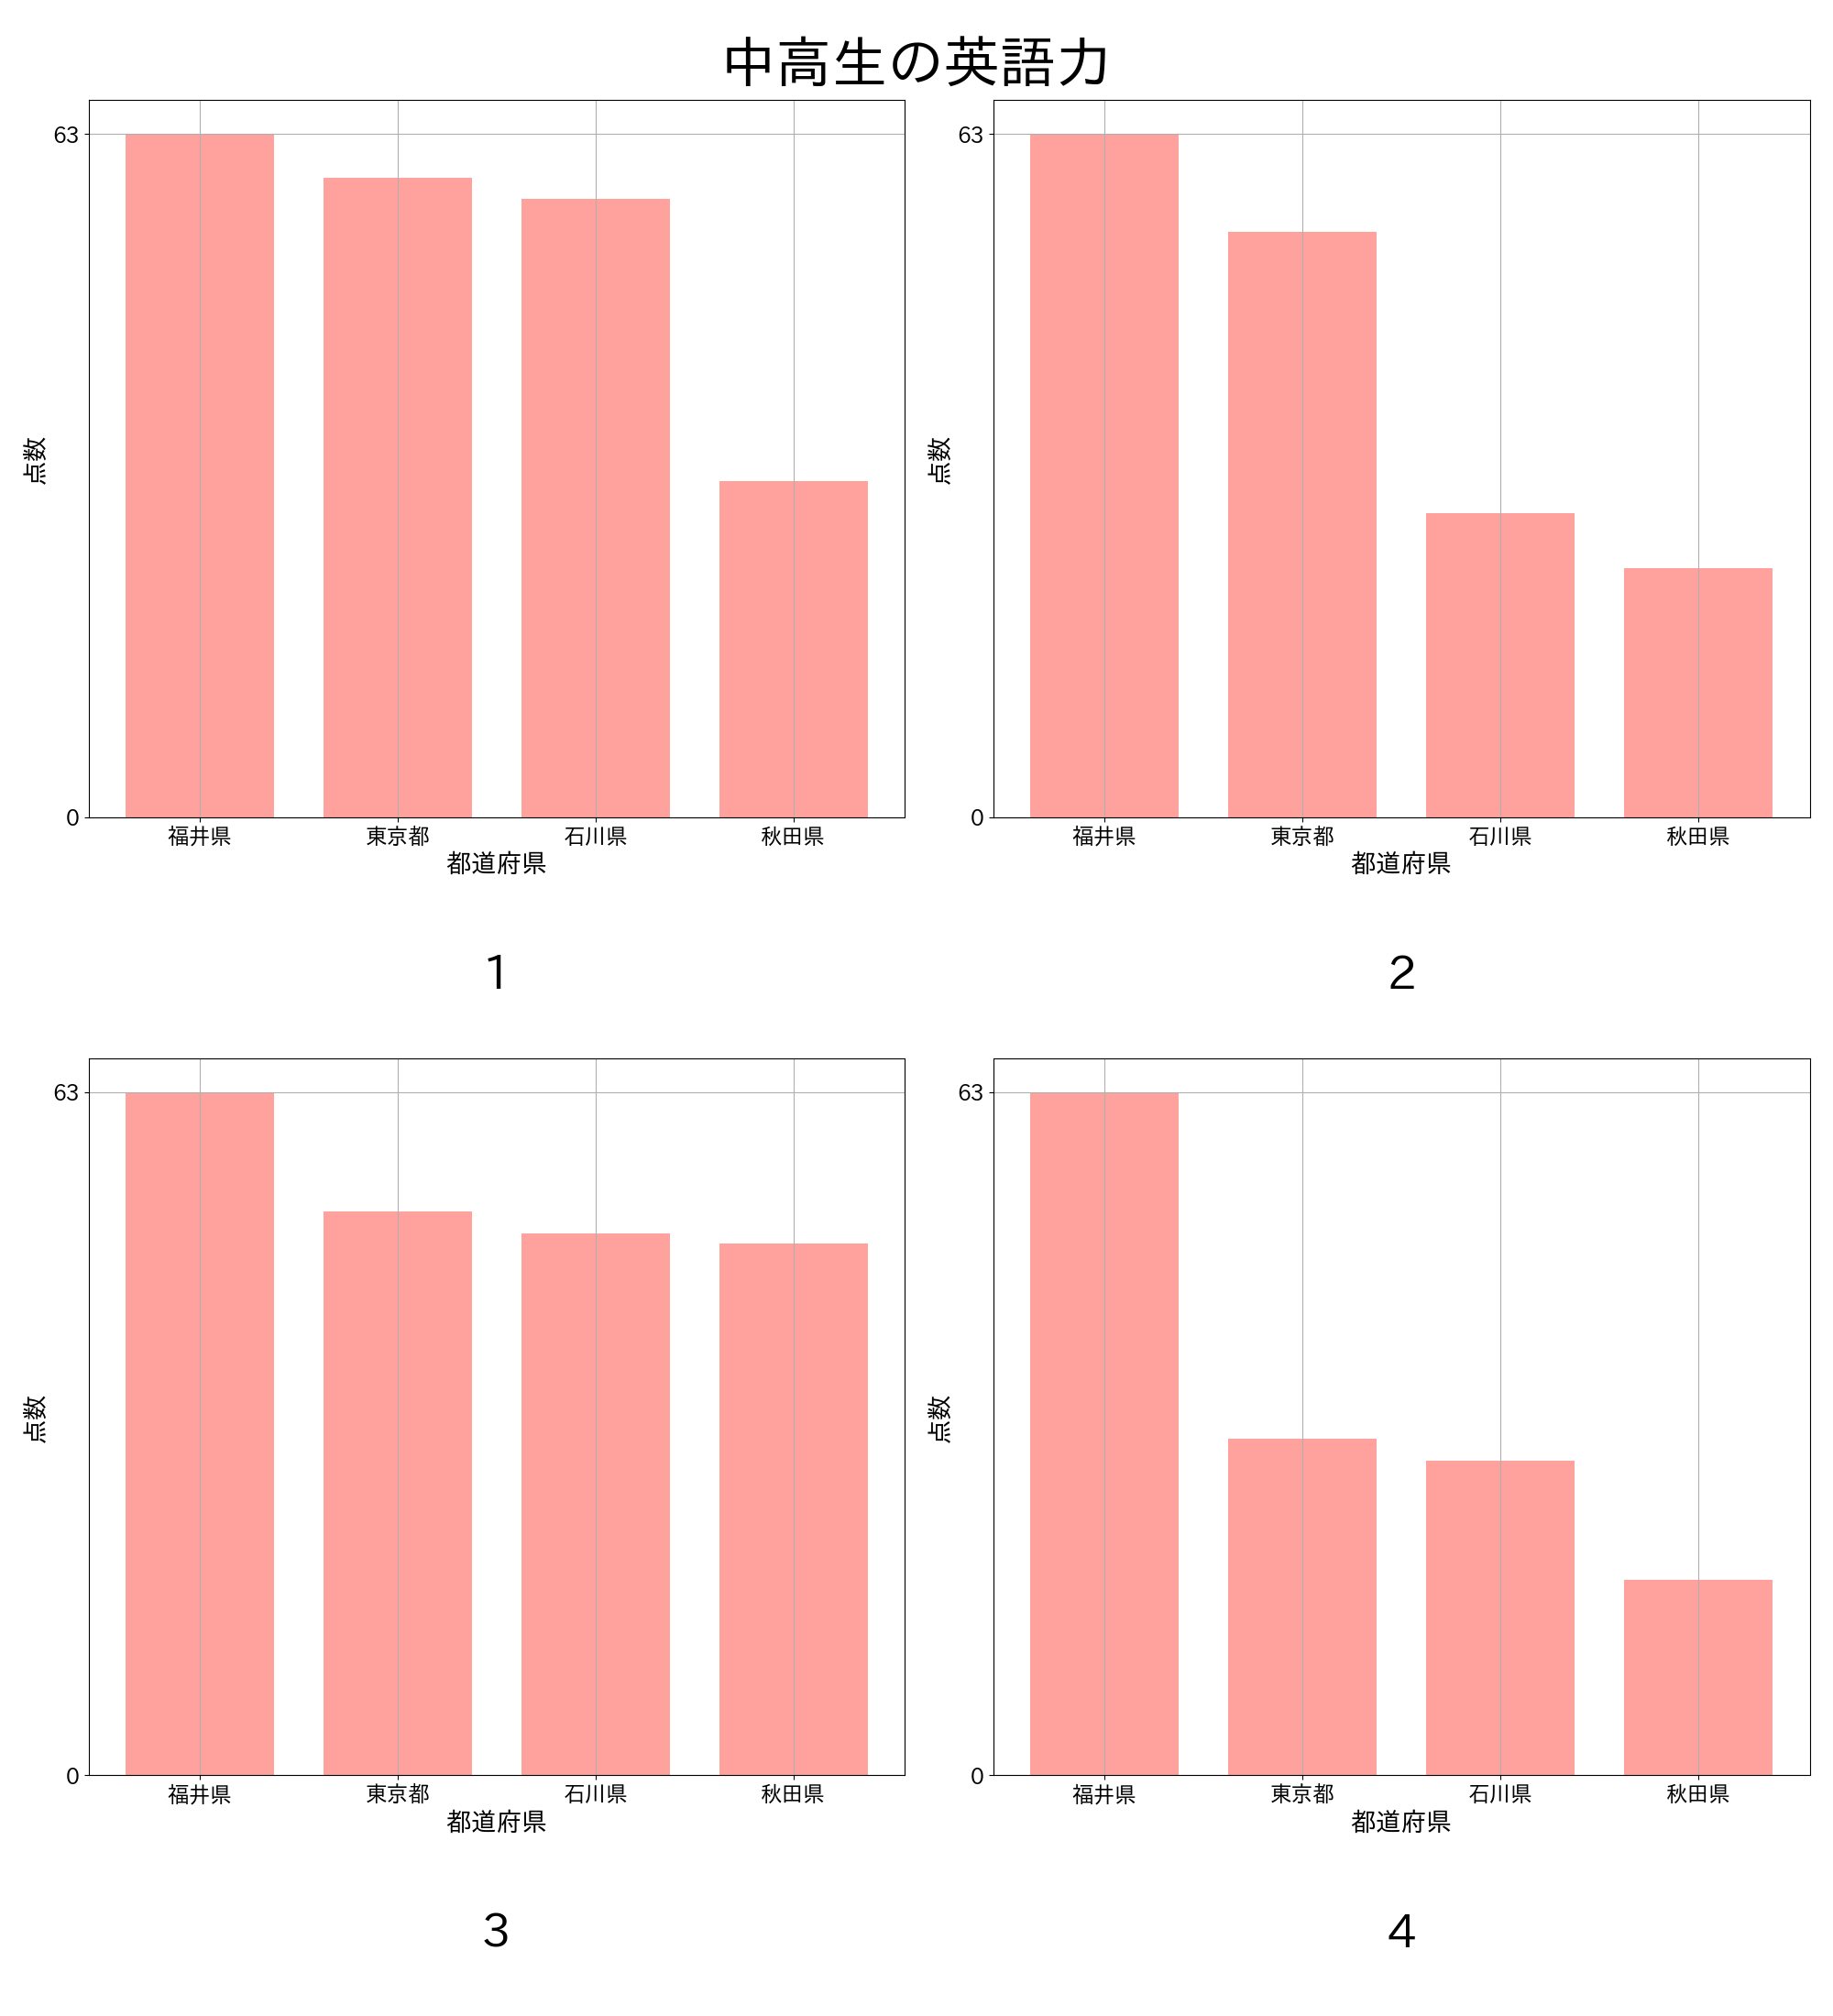 中高生の英語力
63
0
点数
福井県 東京都 石川県 秋田県
都道府県
1
63
0
点数
福井県 東京都 石川県 秋田県
都道府県
2
63
0
点数
福井県 東京都 石川県 秋田県
都道府県
3
63
0
点数
福井県 東京都 石川県 秋田県
都道府県
4